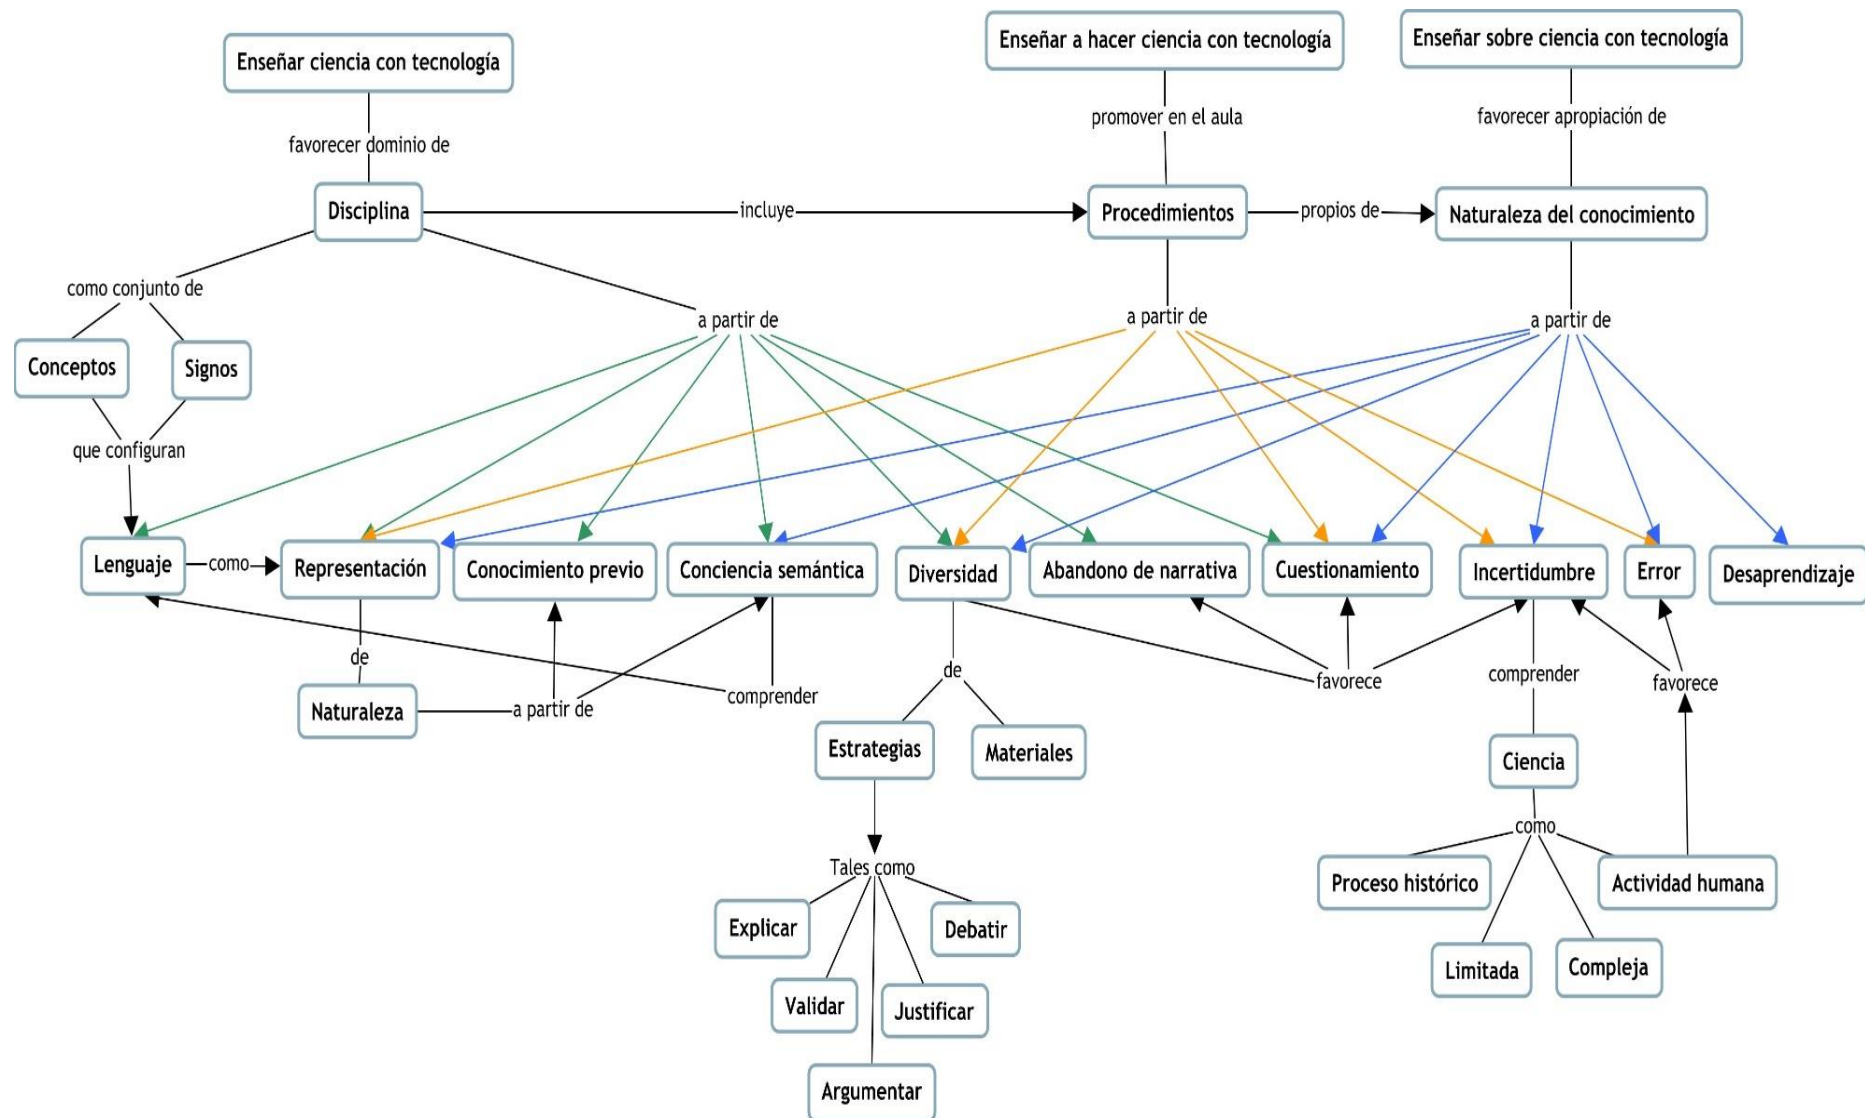 Enseñar ciencia con tecnología
Enseñar a hacer ciencia con tecnología
Enseñar sobre ciencia con tecnología
favorecer dominio de
promover en el aula
favorecer apropiación de
Disciplina
incluye
Procedimientos
propios de
Naturaleza del conocimiento
como conjunto de
a partir de
a partir de
a partir de
Conceptos
Signos
que configuran
Lenguaje
como
Representación
Conocimiento previo
Conciencia semántica
Diversidad
Abandono de narrativa
Cuestionamiento
Incertidumbre
Error
Desaprendizaje
de
Naturaleza
a partir de
comprender
de
favorece
comprender
favorece
Estrategias
Materiales
Ciencia
Tales como
como
Explicar
Debatir
Validar
Justificar
Argumentar
Proceso histórico
Actividad humana
Limitada
Compleja